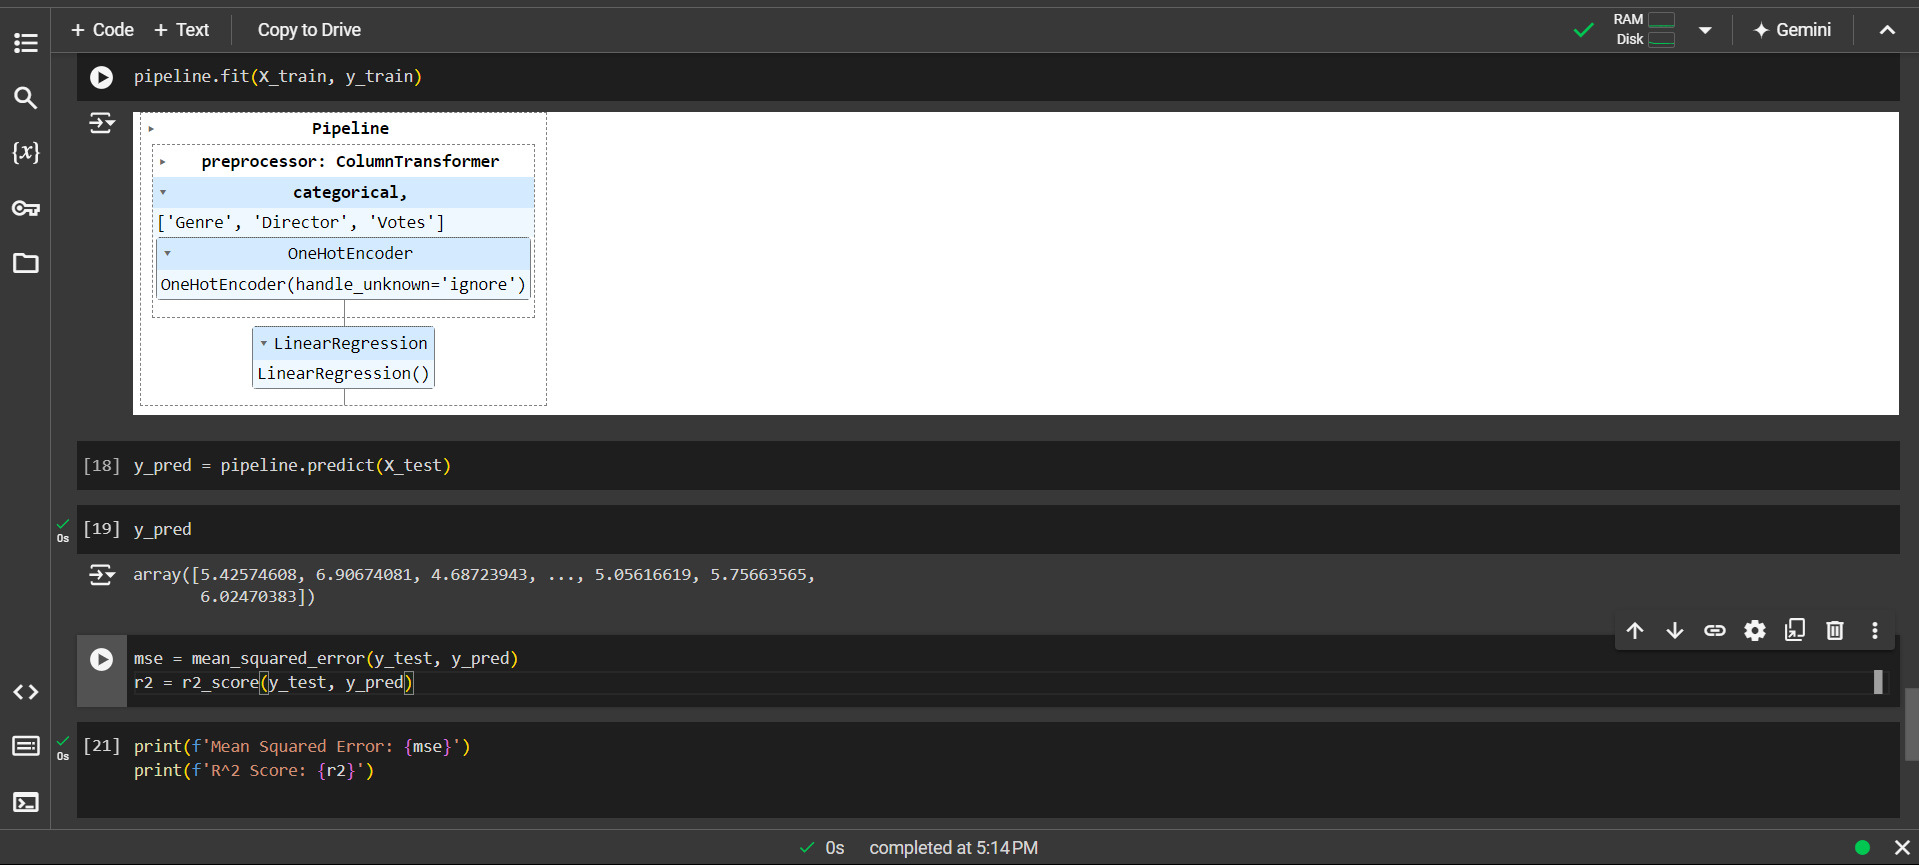 + Code + Text Copy to Drive RAM Disk Gemini
pipeline.fit(X_train, y_train)
Pipeline
preprocessor: ColumnTransformer
categorical,
['Genre', 'Director', 'Votes']
OneHotEncoder
OneHotEncoder(handle_unknown='ignore')
LinearRegression
LinearRegression()
[18] y_pred = pipeline.predict(X_test)
[19] y_pred
0s
array([5.42574608, 6.90674081, 4.68723943, ..., 5.05616619, 5.75663565,
6.02470383])
mse = mean_squared_error(y_test, y_pred)
r2 = r2_score(y_test, y_pred)
[21] print(f'Mean Squared Error: {mse}')
0s
print(f'R^2 Score: {r2}')
0s completed at 5:14 PM